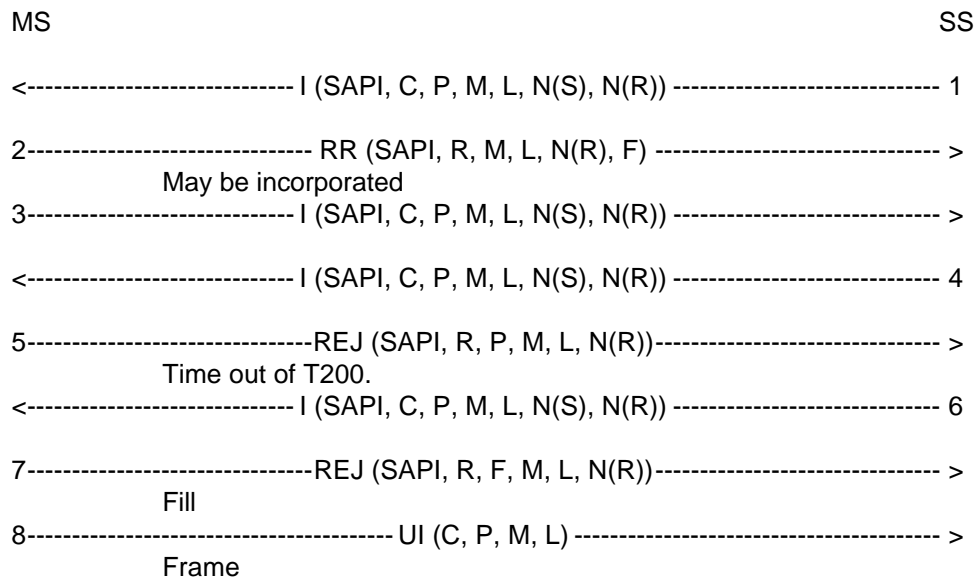 MS SS
<------------------------------ I (SAPI, C, P, M, L, N(S), N(R)) ------------------------------ 1
2-------------------------------- RR (SAPI, R, M, L, N(R), F) -------------------------------- >
May be incorporated
3------------------------------ I (SAPI, C, P, M, L, N(S), N(R)) ------------------------------ >
<------------------------------ I (SAPI, C, P, M, L, N(S), N(R)) ------------------------------ 4
5--------------------------------REJ (SAPI, R, P, M, L, N(R))-------------------------------- >
Time out of T200.
<------------------------------ I (SAPI, C, P, M, L, N(S), N(R)) ------------------------------ 6
7--------------------------------REJ (SAPI, R, F, M, L, N(R))-------------------------------- >
Fill
8----------------------------------------- UI (C, P, M, L) ----------------------------------------- >
Frame